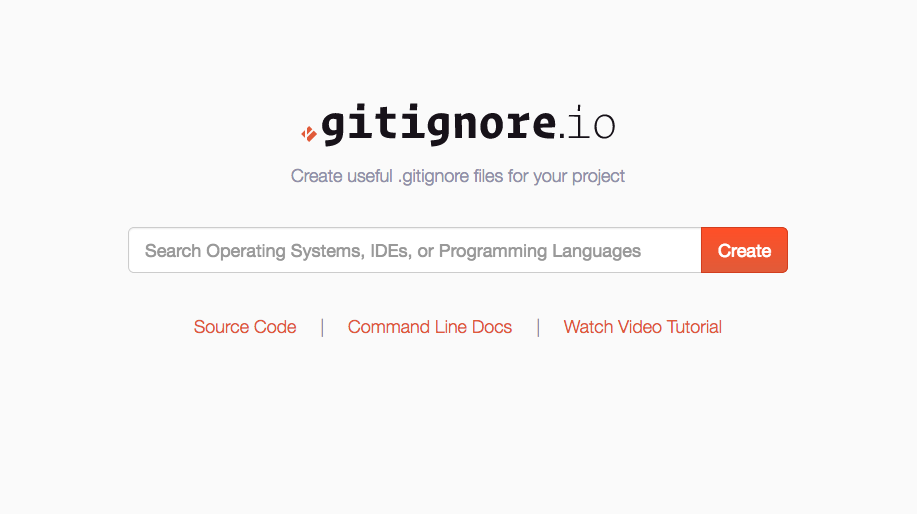 .gitignore.io
Create useful .gitignore files for your project
Search Operating Systems, IDEs, or Programming Languages
Create
Source Code | Command Line Docs | Watch Video Tutorial